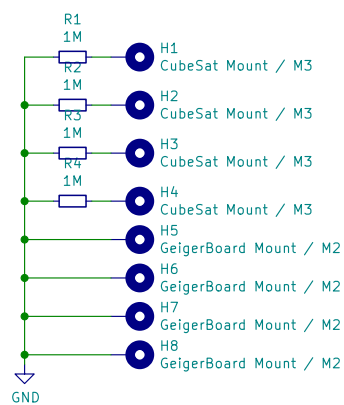 R1
1M
H1
CubeSat Mount / M3
R2
1M
H2
CubeSat Mount / M3
R3
1M
H3
CubeSat Mount / M3
R4
1M
H4
CubeSat Mount / M3
H5
GeigerBoard Mount / M2
H6
GeigerBoard Mount / M2
H7
GeigerBoard Mount / M2
H8
GeigerBoard Mount / M2
GND